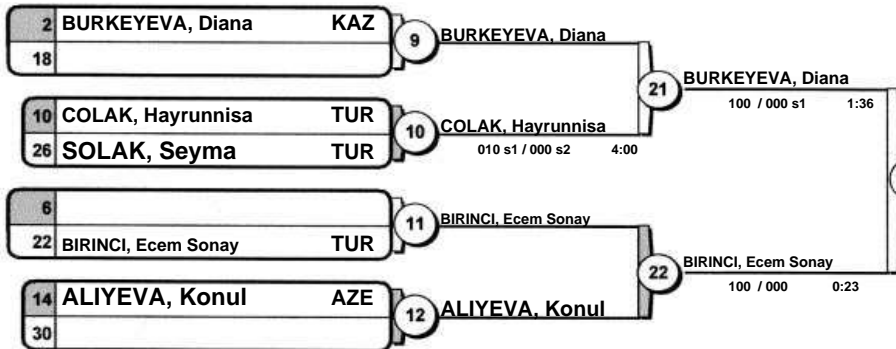 2 BURKEYEVA, Diana KAZ
18
9 BURKEYEVA, Diana
10 COLAK, Hayrunnisa TUR
26 SOLAK, Seyma TUR
10 COLAK, Hayrunnisa
010 s1 / 000 s2 4:00
21 BURKEYEVA, Diana
100 / 000 s1 1:36
6
22 BIRINCI, Ecem Sonay TUR
11 BIRINCI, Ecem Sonay
14 ALIYEVA, Konul AZE
30
12 ALIYEVA, Konul
22 BIRINCI, Ecem Sonay
100 / 000 0:23